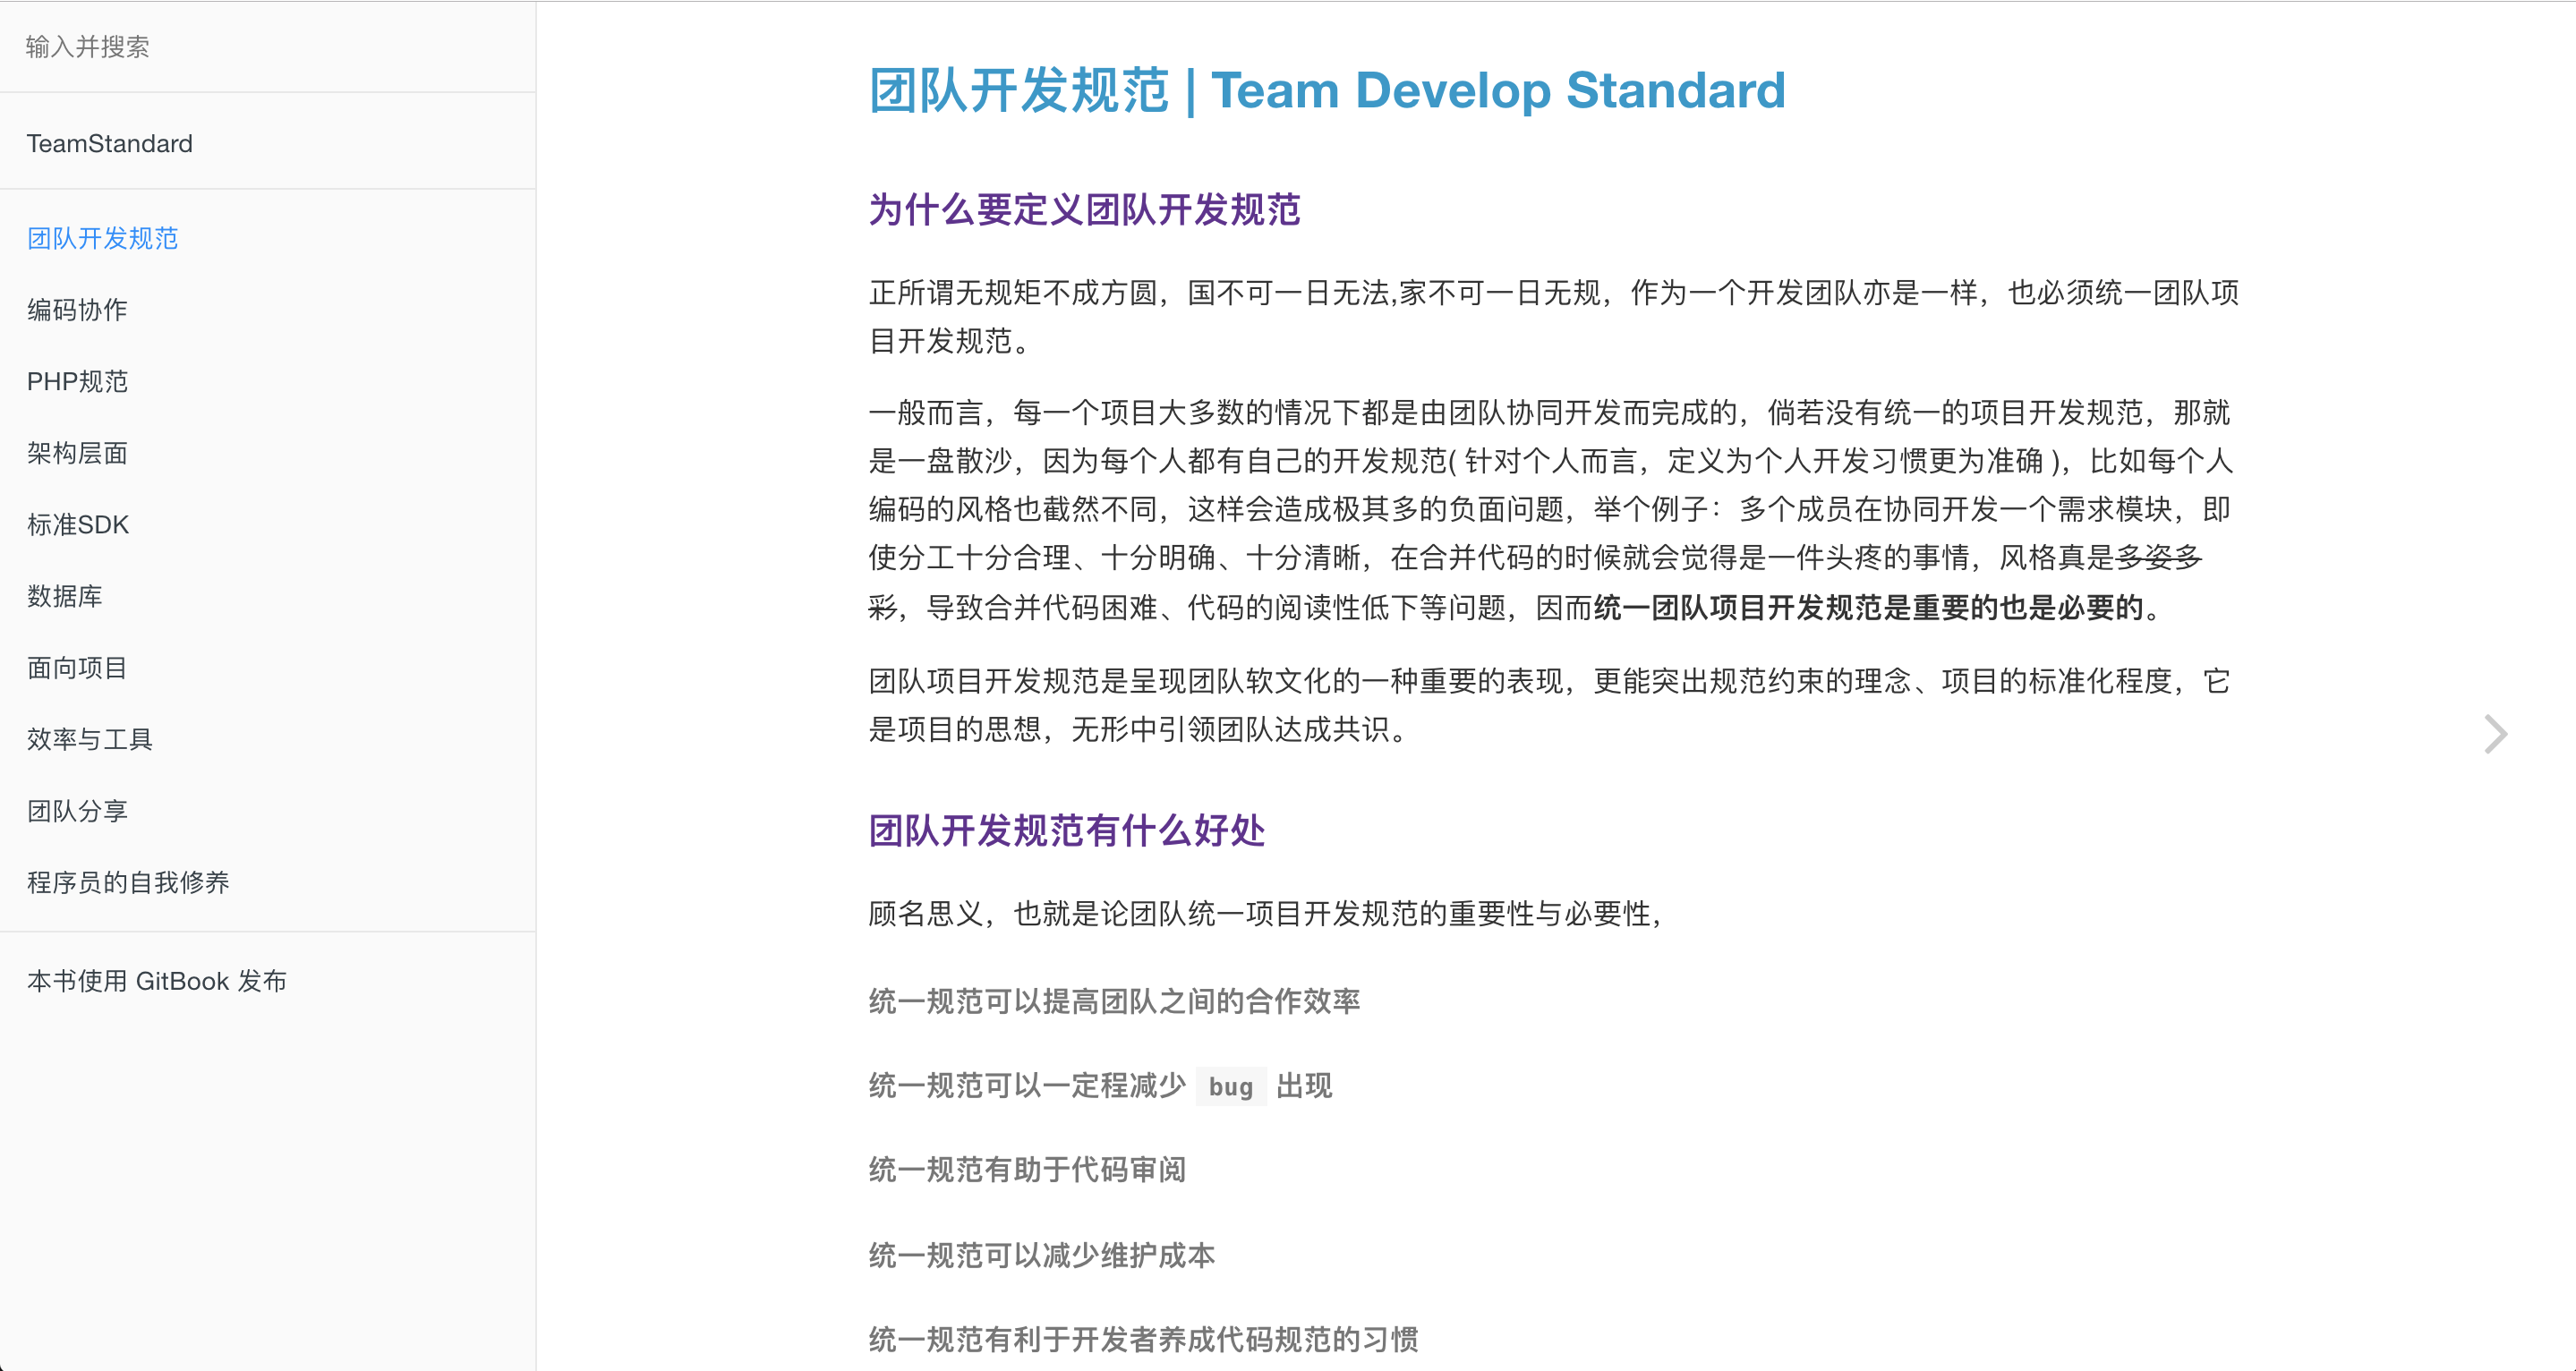 输入并搜索
TeamStandard
团队开发规范
编码协作
PHP规范
架构层面
标准SDK
数据库
面向项目
效率与工具
团队分享
程序员的自我修养
本书使用 GitBook 发布
团队开发规范 | Team Develop Standard
为什么要定义团队开发规范
正所谓无规矩不成方圆，国不可一日无法,家不可一日无规，作为一个开发团队亦是一样，也必须统一团队项
目开发规范。
一般而言，每一个项目大多数的情况下都是由团队协同开发而完成的，倘若没有统一的项目开发规范，那就
是一盘散沙，因为每个人都有自己的开发规范( 针对个人而言，定义为个人开发习惯更为准确 )，比如每个人
编码的风格也截然不同，这样会造成极其多的负面问题，举个例子：多个成员在协同开发一个需求模块，即
使分工十分合理、十分明确、十分清晰，在合并代码的时候就会觉得是一件头疼的事情，风格真是多姿多
彩，导致合并代码困难、代码的阅读性低下等问题，因而统一团队项目开发规范是重要的也是必要的。
团队项目开发规范是呈现团队软文化的一种重要的表现，更能突出规范约束的理念、项目的标准化程度，它
是项目的思想，无形中引领团队达成共识。
团队开发规范有什么好处
顾名思义，也就是论团队统一项目开发规范的重要性与必要性，
统一规范可以提高团队之间的合作效率
统一规范可以一定程减少 bug 出现
统一规范有助于代码审阅
统一规范可以减少维护成本
统一规范有利于开发者养成代码规范的习惯